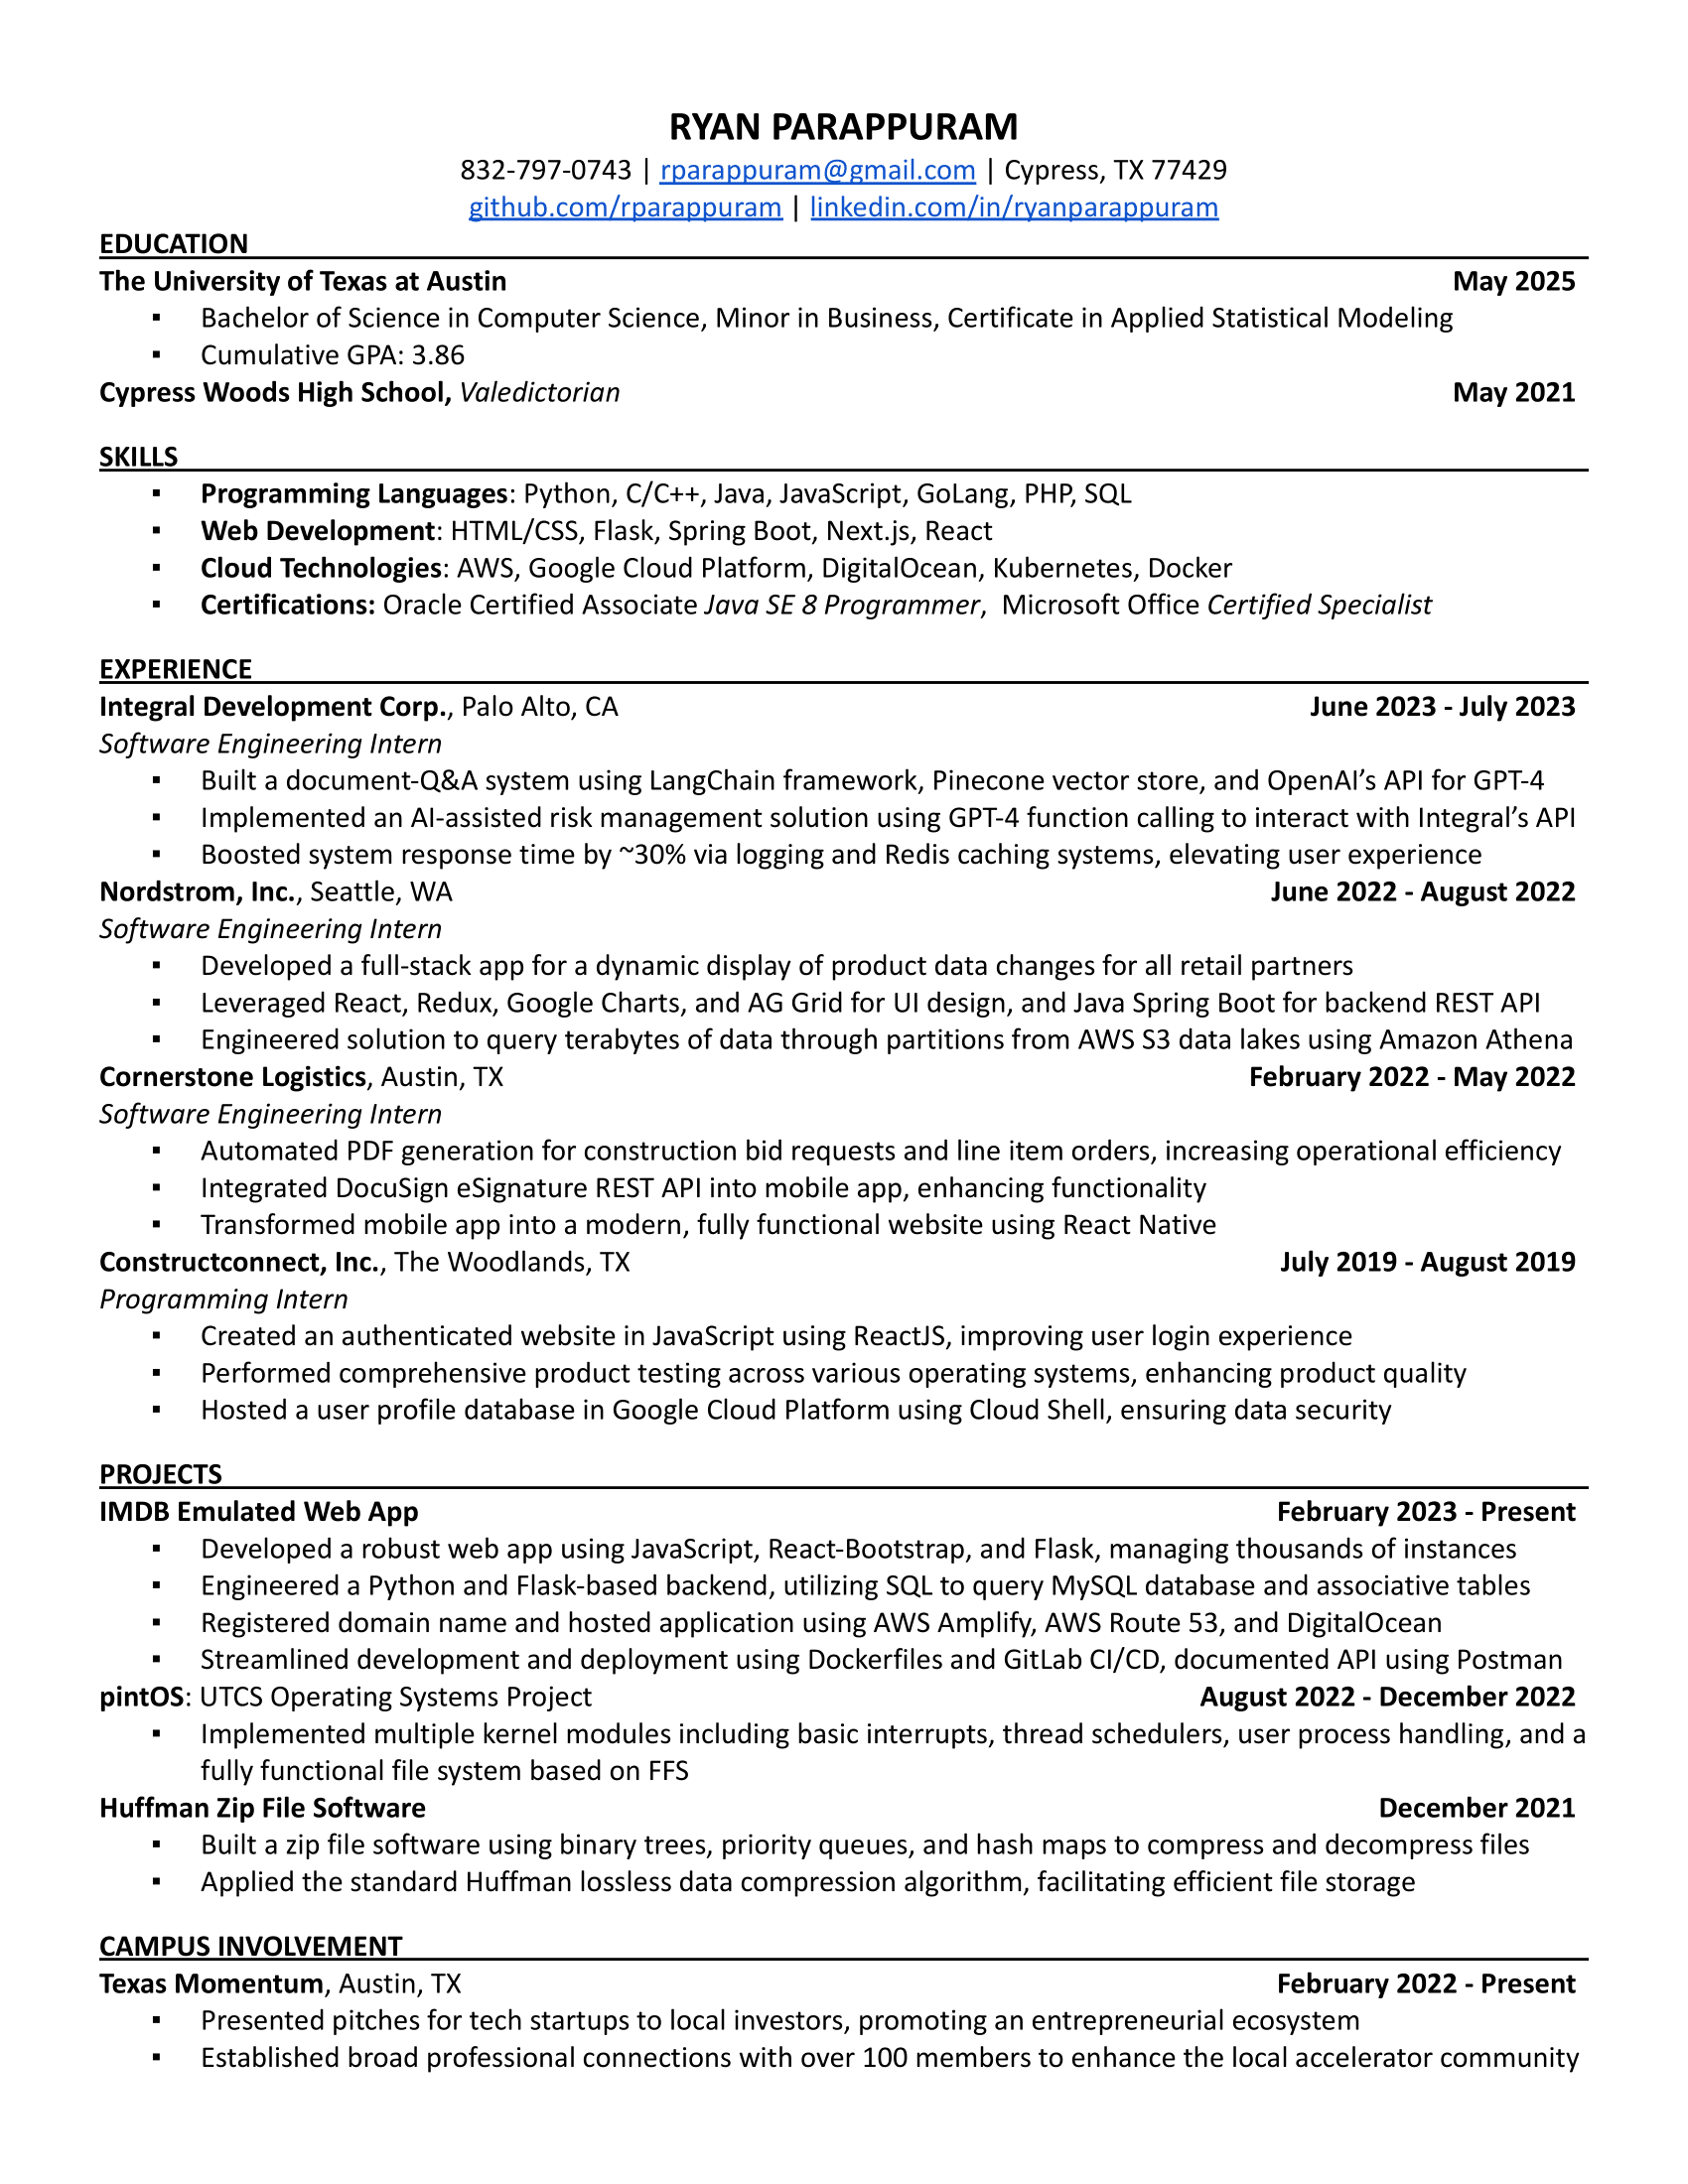 RYAN PARAPPURAM
832-797-0743 | rparappuram@gmail.com | Cypress, TX 77429
github.com/rparappuram | linkedin.com/in/ryanparappuram
EDUCATION
The University of Texas at Austin May 2025
▪ Bachelor of Science in Computer Science, Minor in Business, Certificate in Applied Statistical Modeling
▪ Cumulative GPA: 3.86
Cypress Woods High School, Valedictorian May 2021
SKILLS
▪ Programming Languages: Python, C/C++, Java, JavaScript, GoLang, PHP, SQL
▪ Web Development: HTML/CSS, Flask, Spring Boot, Next.js, React
▪ Cloud Technologies: AWS, Google Cloud Platform, DigitalOcean, Kubernetes, Docker
▪ Certifications: Oracle Certified Associate Java SE 8 Programmer, Microsoft Office Certified Specialist
EXPERIENCE
Integral Development Corp., Palo Alto, CA June 2023 - July 2023
Software Engineering Intern
▪ Built a document-Q&A system using LangChain framework, Pinecone vector store, and OpenAI’s API for GPT-4
▪ Implemented an AI-assisted risk management solution using GPT-4 function calling to interact with Integral’s API
▪ Boosted system response time by ~30% via logging and Redis caching systems, elevating user experience
Nordstrom, Inc., Seattle, WA June 2022 - August 2022
Software Engineering Intern
▪ Developed a full-stack app for a dynamic display of product data changes for all retail partners
▪ Leveraged React, Redux, Google Charts, and AG Grid for UI design, and Java Spring Boot for backend REST API
▪ Engineered solution to query terabytes of data through partitions from AWS S3 data lakes using Amazon Athena
Cornerstone Logistics, Austin, TX February 2022 - May 2022
Software Engineering Intern
▪ Automated PDF generation for construction bid requests and line item orders, increasing operational efficiency
▪ Integrated DocuSign eSignature REST API into mobile app, enhancing functionality
▪ Transformed mobile app into a modern, fully functional website using React Native
Constructconnect, Inc., The Woodlands, TX July 2019 - August 2019
Programming Intern
▪ Created an authenticated website in JavaScript using ReactJS, improving user login experience
▪ Performed comprehensive product testing across various operating systems, enhancing product quality
▪ Hosted a user profile database in Google Cloud Platform using Cloud Shell, ensuring data security
PROJECTS
IMDB Emulated Web App February 2023 - Present
▪ Developed a robust web app using JavaScript, React-Bootstrap, and Flask, managing thousands of instances
▪ Engineered a Python and Flask-based backend, utilizing SQL to query MySQL database and associative tables
▪ Registered domain name and hosted application using AWS Amplify, AWS Route 53, and DigitalOcean
▪ Streamlined development and deployment using Dockerfiles and GitLab CI/CD, documented API using Postman
pintOS: UTCS Operating Systems Project August 2022 - December 2022
▪ Implemented multiple kernel modules including basic interrupts, thread schedulers, user process handling, and a
fully functional file system based on FFS
Huffman Zip File Software December 2021
▪ Built a zip file software using binary trees, priority queues, and hash maps to compress and decompress files
▪ Applied the standard Huffman lossless data compression algorithm, facilitating efficient file storage
CAMPUS INVOLVEMENT
Texas Momentum, Austin, TX February 2022 - Present
▪ Presented pitches for tech startups to local investors, promoting an entrepreneurial ecosystem
▪ Established broad professional connections with over 100 members to enhance the local accelerator community